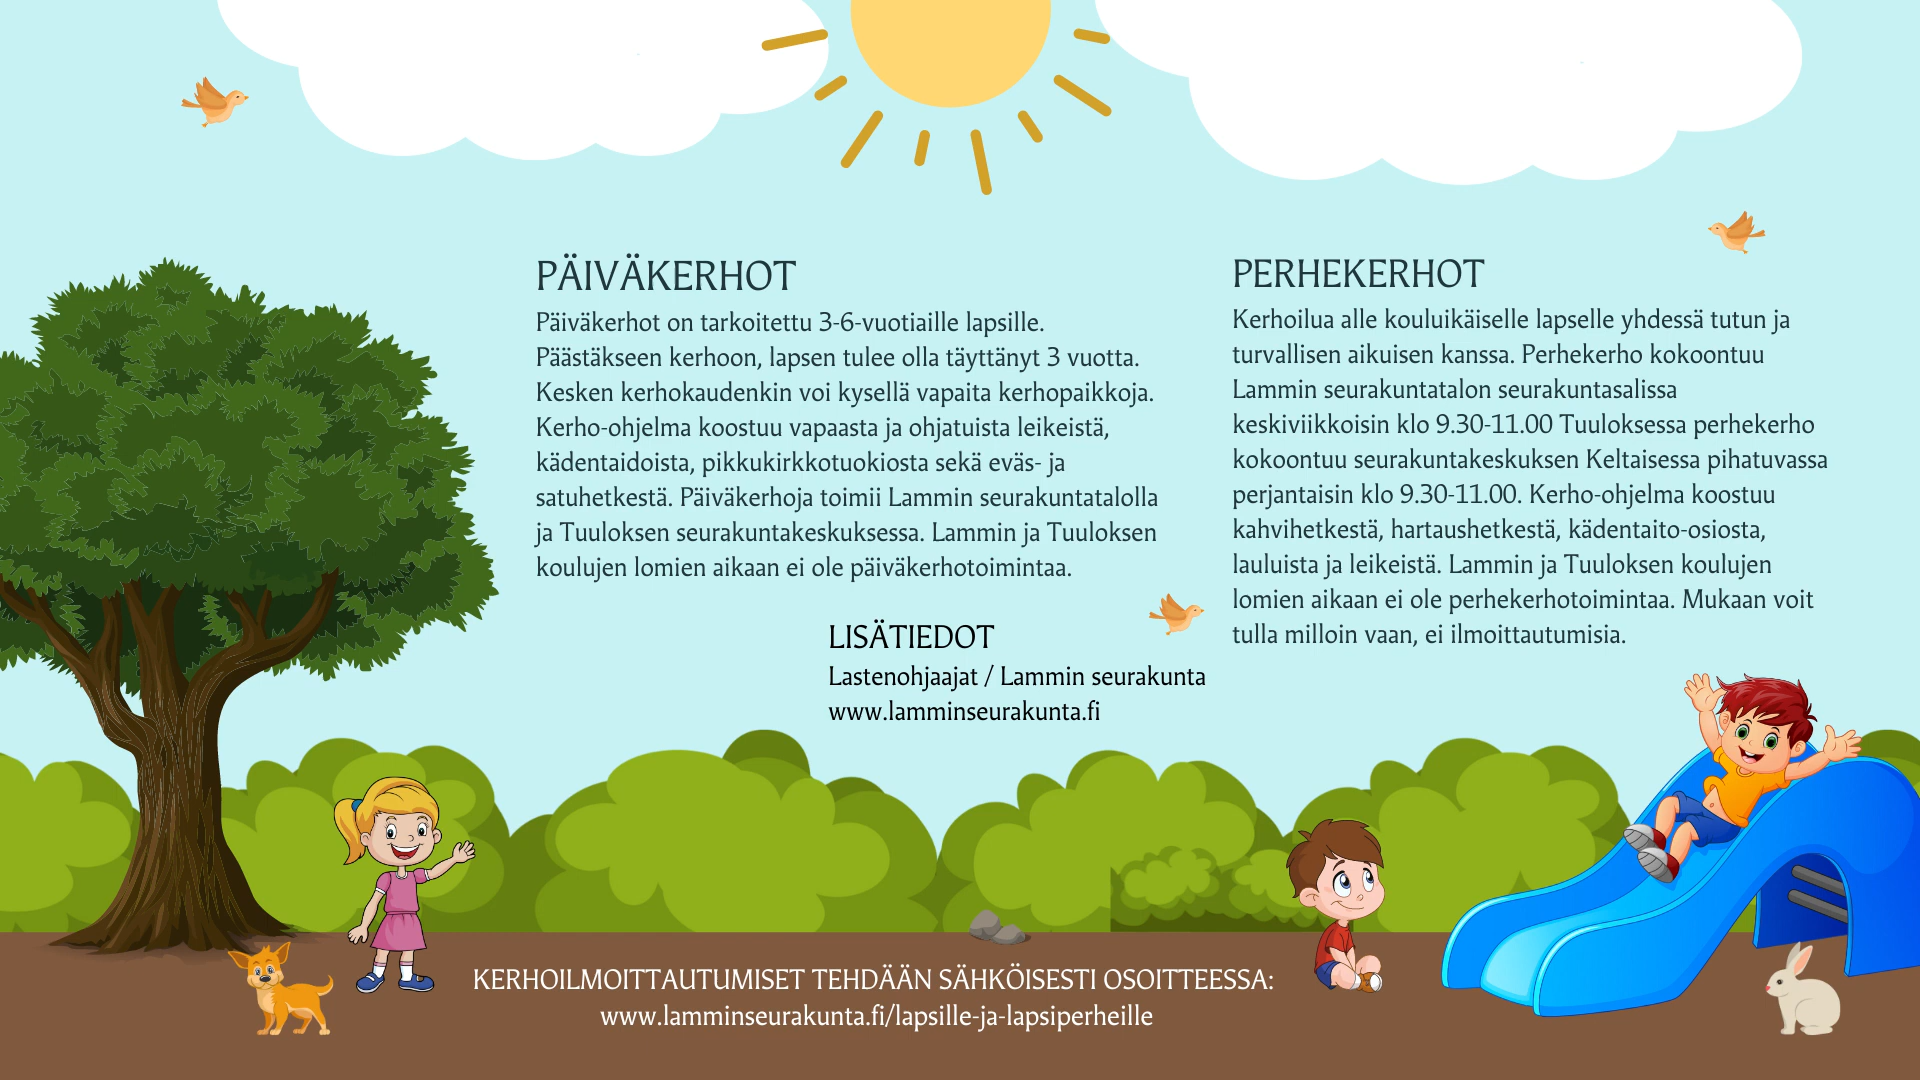 PÄIVÄKERHOT
Päiväkerhot on tarkoitettu 3-6-vuotiaille lapsille.
Päästäkseen kerhoon, lapsen tulee olla täyttänyt 3 vuotta.
Kesken kerhokaudenkin voi kysellä vapaita kerhopaikkoja.
Kerho-ohjelma koostuu vapaasta ja ohjatuista leikeistä,
kädentaidoista, pikkukirkkotuokiosta sekä eväs- ja
satuhetkestä. Päiväkerhoja toimii Lammin seurakuntatalolla
ja Tuuloksen seurakuntakeskuksessa. Lammin ja Tuuloksen
koulujen lomien aikaan ei ole päiväkerhotoimintaa.
PERHEKERHOT
Kerhoilua alle kouluikäiselle lapselle yhdessä tutun ja
turvallisen aikuisen kanssa. Perhekerho kokoontuu
Lammin seurakuntatalon seurakuntasalissa
keskiviikkoisin klo 9.30-11.00 Tuuloksessa perhekerho
kokoontuu seurakuntakeskuksen Keltaisessa pihatuvassa
perjantaisin klo 9.30-11.00. Kerho-ohjelma koostuu
kahvihetkestä, hartaushetkestä, kädentaito-osiosta,
lauluista ja leikeistä. Lammin ja Tuuloksen koulujen
lomien aikaan ei ole perhekerhotoimintaa. Mukaan voit
tulla milloin vaan, ei ilmoittautumisia.
LISÄTIEDOT
Lastenohjaajat / Lammin seurakunta
www.lamminseurakunta.fi
KERHOILMOITTAUTUMISET TEHDÄÄN SÄHKÖISESTI OSOITTEESSA:
www.lamminseurakunta.fi/lapsille-ja-lapsiperheille